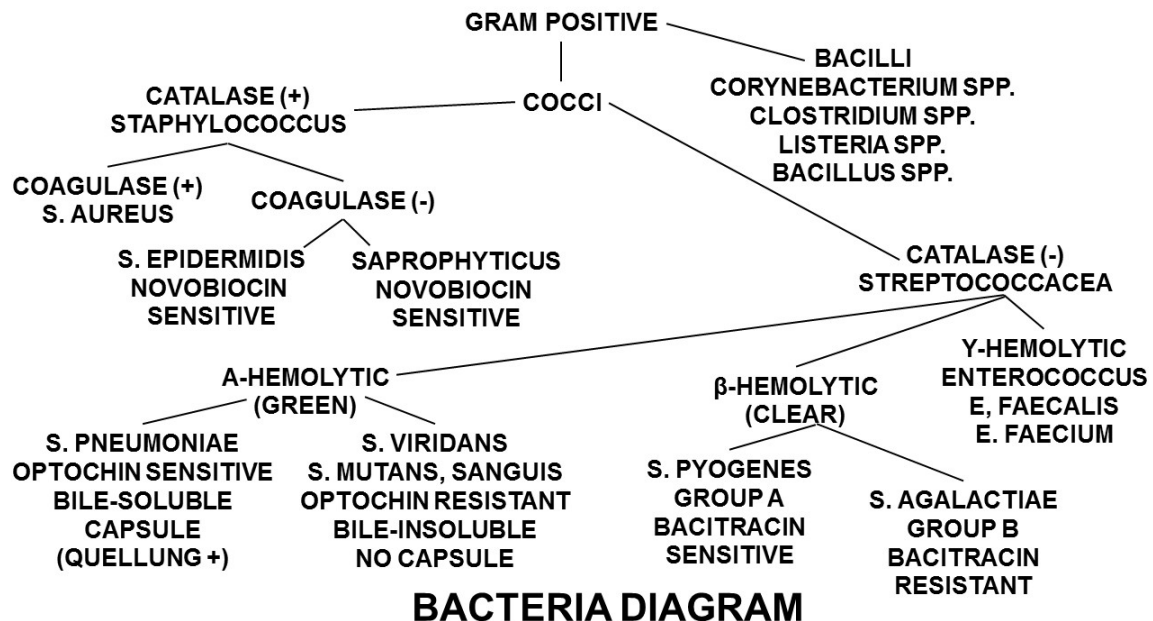 GRAM POSITIVE
BACILLI
CORYNEBACTERIUM SPP.
CLOSTRIDIUM SPP.
LISTERIA SPP.
BACILLUS SPP.
COCCI
CATALASE (+)
STAPHYLOCOCCUS
COAGULASE (+)
S. AUREUS
COAGULASE (-)
S. EPIDERMIDIS
NOVOBIOCIN
SENSITIVE
SAPROPHYTICUS
NOVOBIOCIN
SENSITIVE
CATALASE (-)
STREPTOCOCCACEA
A-HEMOLYTIC
(GREEN)
S. PNEUMONIAE
OPTOCHIN SENSITIVE
BILE-SOLUBLE
CAPSULE
(QUELLUNG +)
S. VIRIDANS
S. MUTANS, SANGUIS
OPTOCHIN RESISTANT
BILE-INSOLUBLE
NO CAPSULE
β-HEMOLYTIC
(CLEAR)
S. PYOGENES
GROUP A
BACITRACIN
SENSITIVE
S. AGALACTIAE
GROUP B
BACITRACIN
RESISTANT
Y-HEMOLYTIC
ENTEROCOCCUS
E, FAECALIS
E. FAECIUM
BACTERIA DIAGRAM